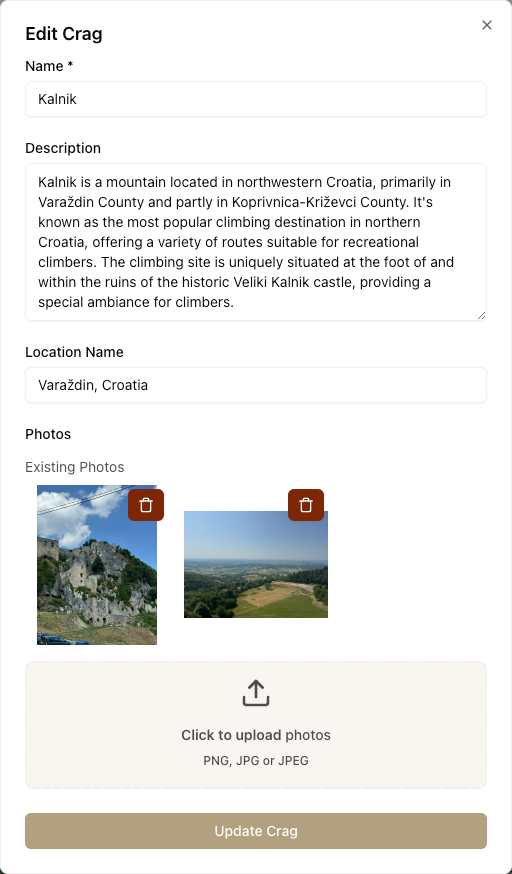 Edit Crag
Name *
Kalnik
Description
Kalnik is a mountain located in northwestern Croatia, primarily in
Varaždin County and partly in Koprivnica-Križevci County. It's
known as the most popular climbing destination in northern
Croatia, offering a variety of routes suitable for recreational
climbers. The climbing site is uniquely situated at the foot of and
within the ruins of the historic Veliki Kalnik castle, providing a
special ambiance for climbers.
Location Name
Varaždin, Croatia
Photos
Existing Photos
Click to upload photos
PNG, JPG or JPEG
Update Crag